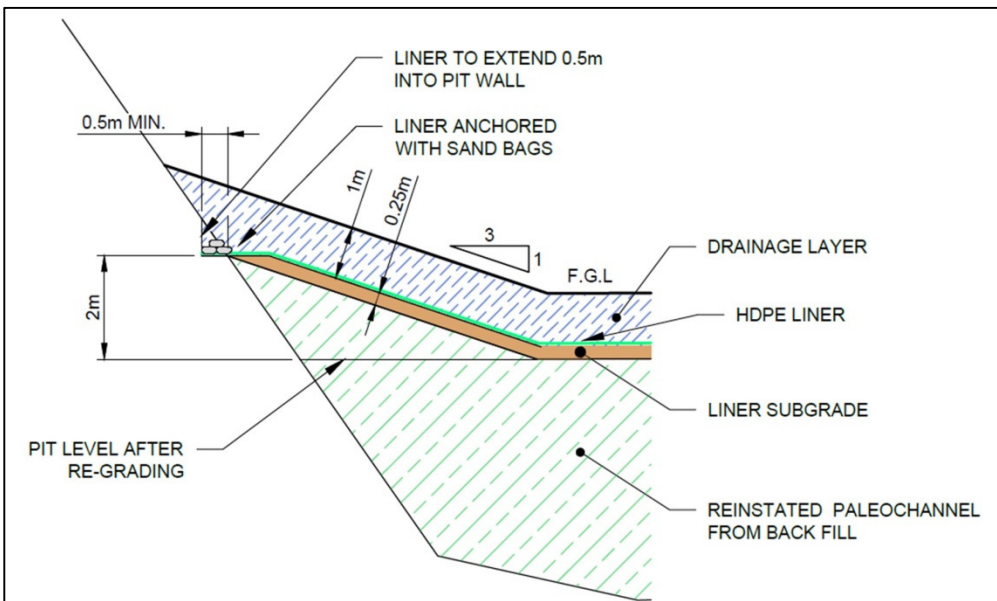 LINER TO EXTEND 0.5m
INTO PIT WALL
0.5m MIN.
LINER ANCHORED
WITH SAND BAGS
1m
0.25m
3
1
F.G.L
DRAINAGE LAYER
HDPE LINER
2m
LINER SUBGRADE
PIT LEVEL AFTER
RE-GRADING
REINSTATED PALEOCHANNEL
FROM BACK FILL